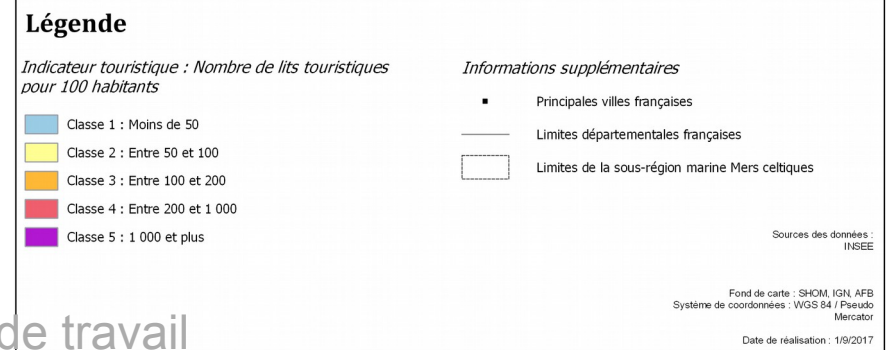 Légende
Indicateur touristique : Nombre de lits touristiques
pour 100 habitants
Classe 1 : Moins de 50
Classe 2 : Entre 50 et 100
Classe 3 : Entre 100 et 200
Classe 4 : Entre 200 et 1 000
Classe 5 : 1 000 et plus
Informations supplémentaires
Principales villes françaises
Limites départementales françaises
Limites de la sous-région marine Mers celtiques
Sources des données :
INSEE
Fond de carte : SHOM, IGN, AFB
Système de coordonnées : WGS 84 / Pseudo
Mercator
Date de réalisation : 1/9/2017
de travail